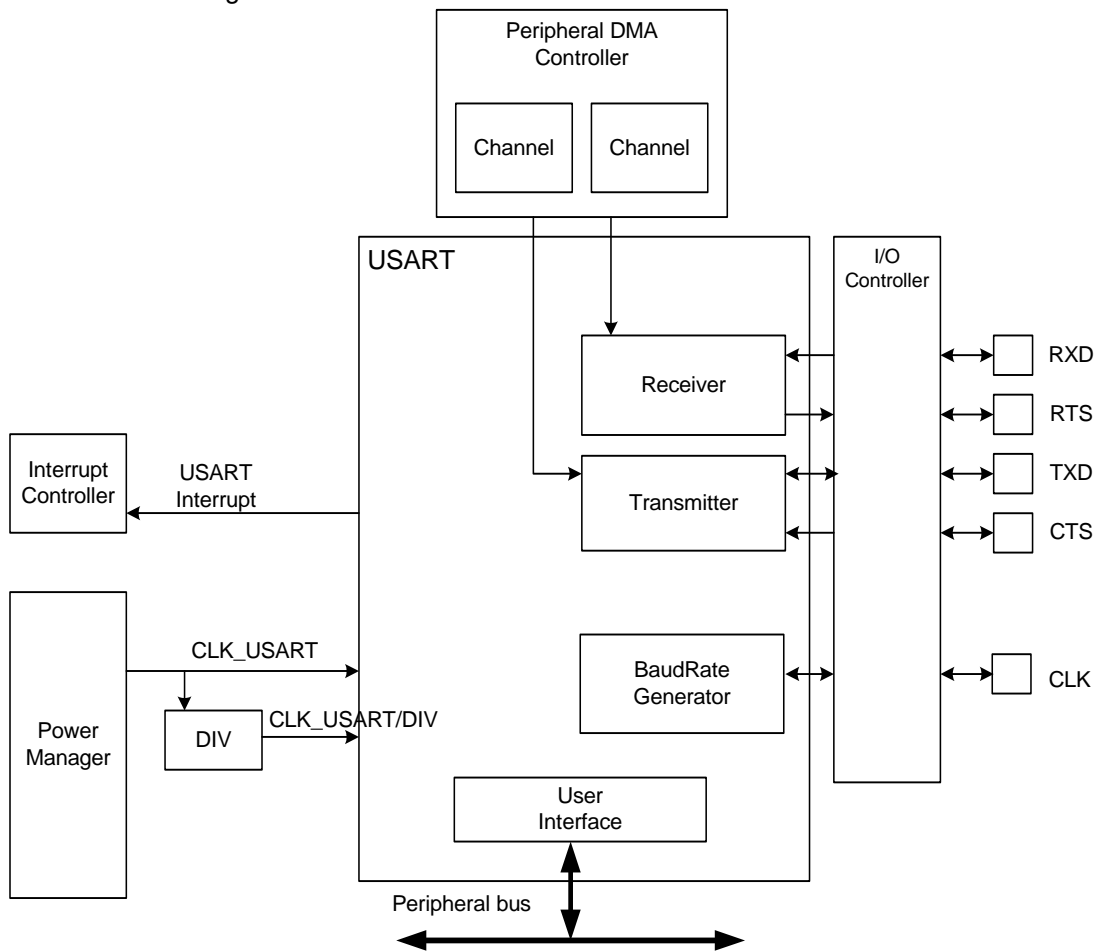 Peripheral DMA
Controller
Channel
Channel
USART
I/O
Controller
Receiver
RXD
RTS
Interrupt
Controller
USART
Interrupt
Transmitter
TXD
CTS
CLK_USART
BaudRate
Generator
CLK
Power
Manager
DIV
CLK_USART/DIV
User
Interface
Peripheral bus